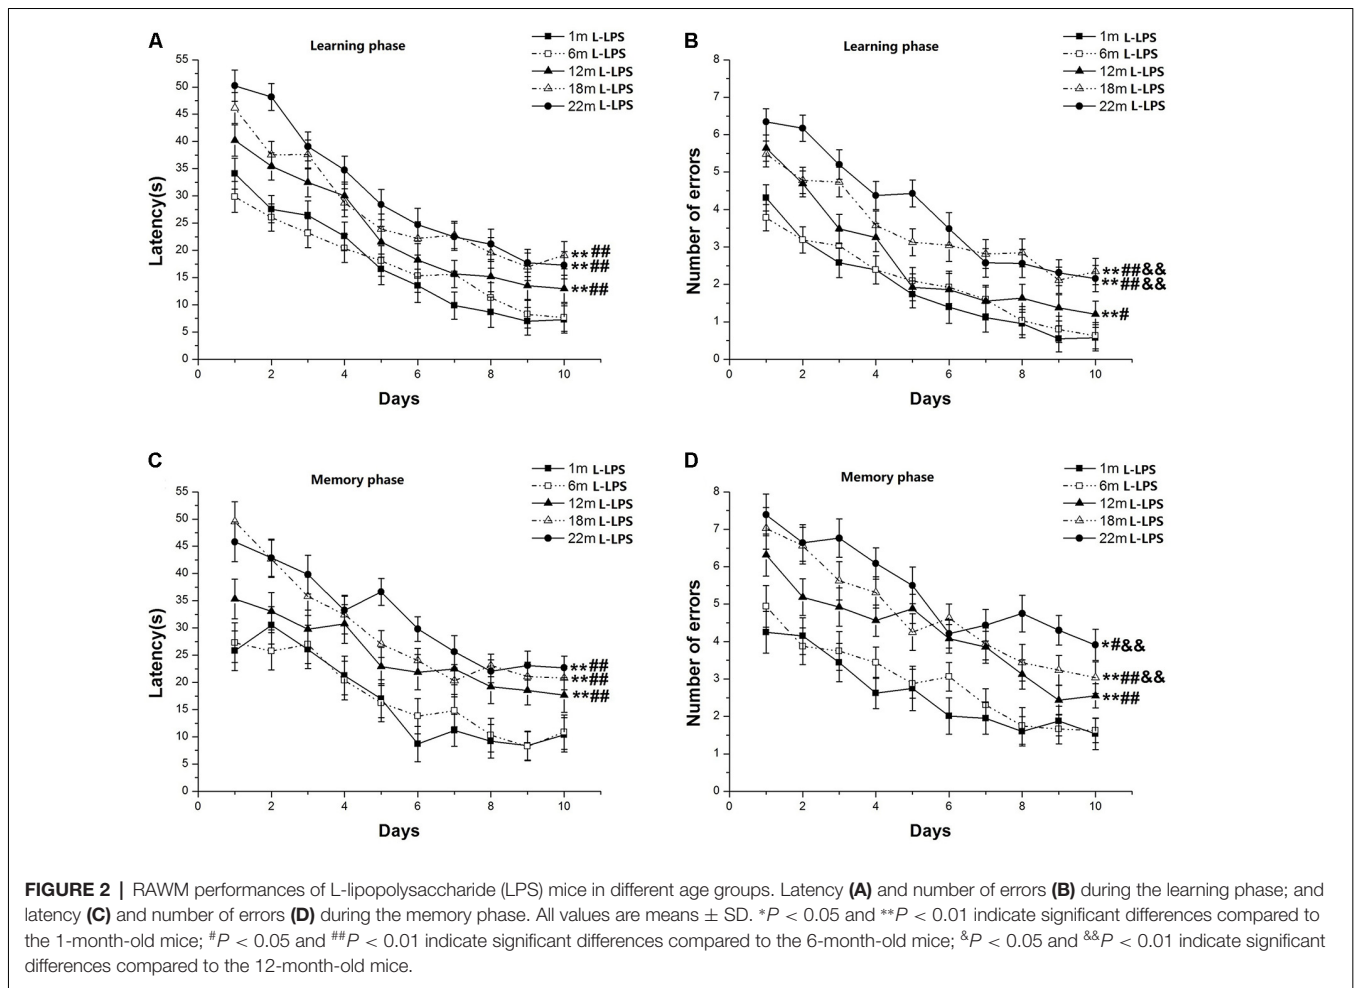 A
Learning phase
1m L-LPS
6m L-LPS
12m L-LPS
18m L-LPS
22m L-LPS
55
50
45
40
35
30
25
20
15
10
5
0
Latency(s)
0 2 4 6 8 10
Days
**##
**##
**##
B
Learning phase
1m L-LPS
6m L-LPS
12m L-LPS
18m L-LPS
22m L-LPS
8
7
6
5
4
3
2
1
0
Number of errors
0 2 4 6 8 10
Days
**##&&
**##&&
**#
C
Memory phase
1m L-LPS
6m L-LPS
12m L-LPS
18m L-LPS
22m L-LPS
55
50
45
40
35
30
25
20
15
10
5
0
Latency(s)
0 2 4 6 8 10
Days
**##
**##
**##
D
Memory phase
1m L-LPS
6m L-LPS
12m L-LPS
18m L-LPS
22m L-LPS
8
7
6
5
4
3
2
1
0
Number of errors
0 2 4 6 8 10
Days
*#&&
**##&&
**##
FIGURE 2 | RAWM performances of L-lipopolysaccharide (LPS) mice in different age groups. Latency (A) and number of errors (B) during the learning phase; and
latency (C) and number of errors (D) during the memory phase. All values are means ± SD. *P < 0.05 and **P < 0.01 indicate significant differences compared to
the 1-month-old mice; #P < 0.05 and ##P < 0.01 indicate significant differences compared to the 6-month-old mice; &P < 0.05 and &&P < 0.01 indicate significant
differences compared to the 12-month-old mice.